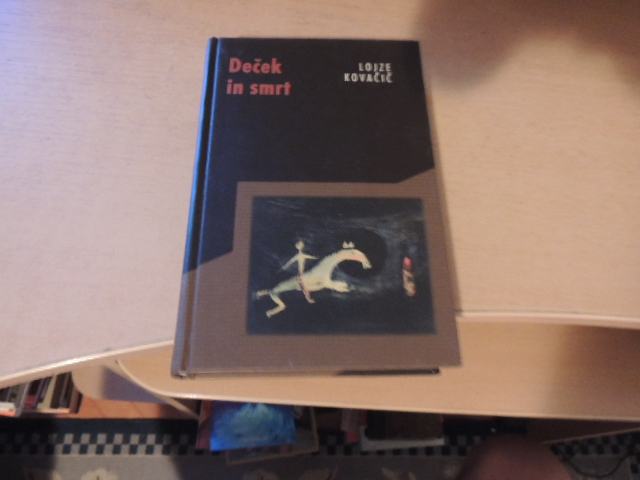 Deček
in smrt
LOJZE
KOVAČIČ